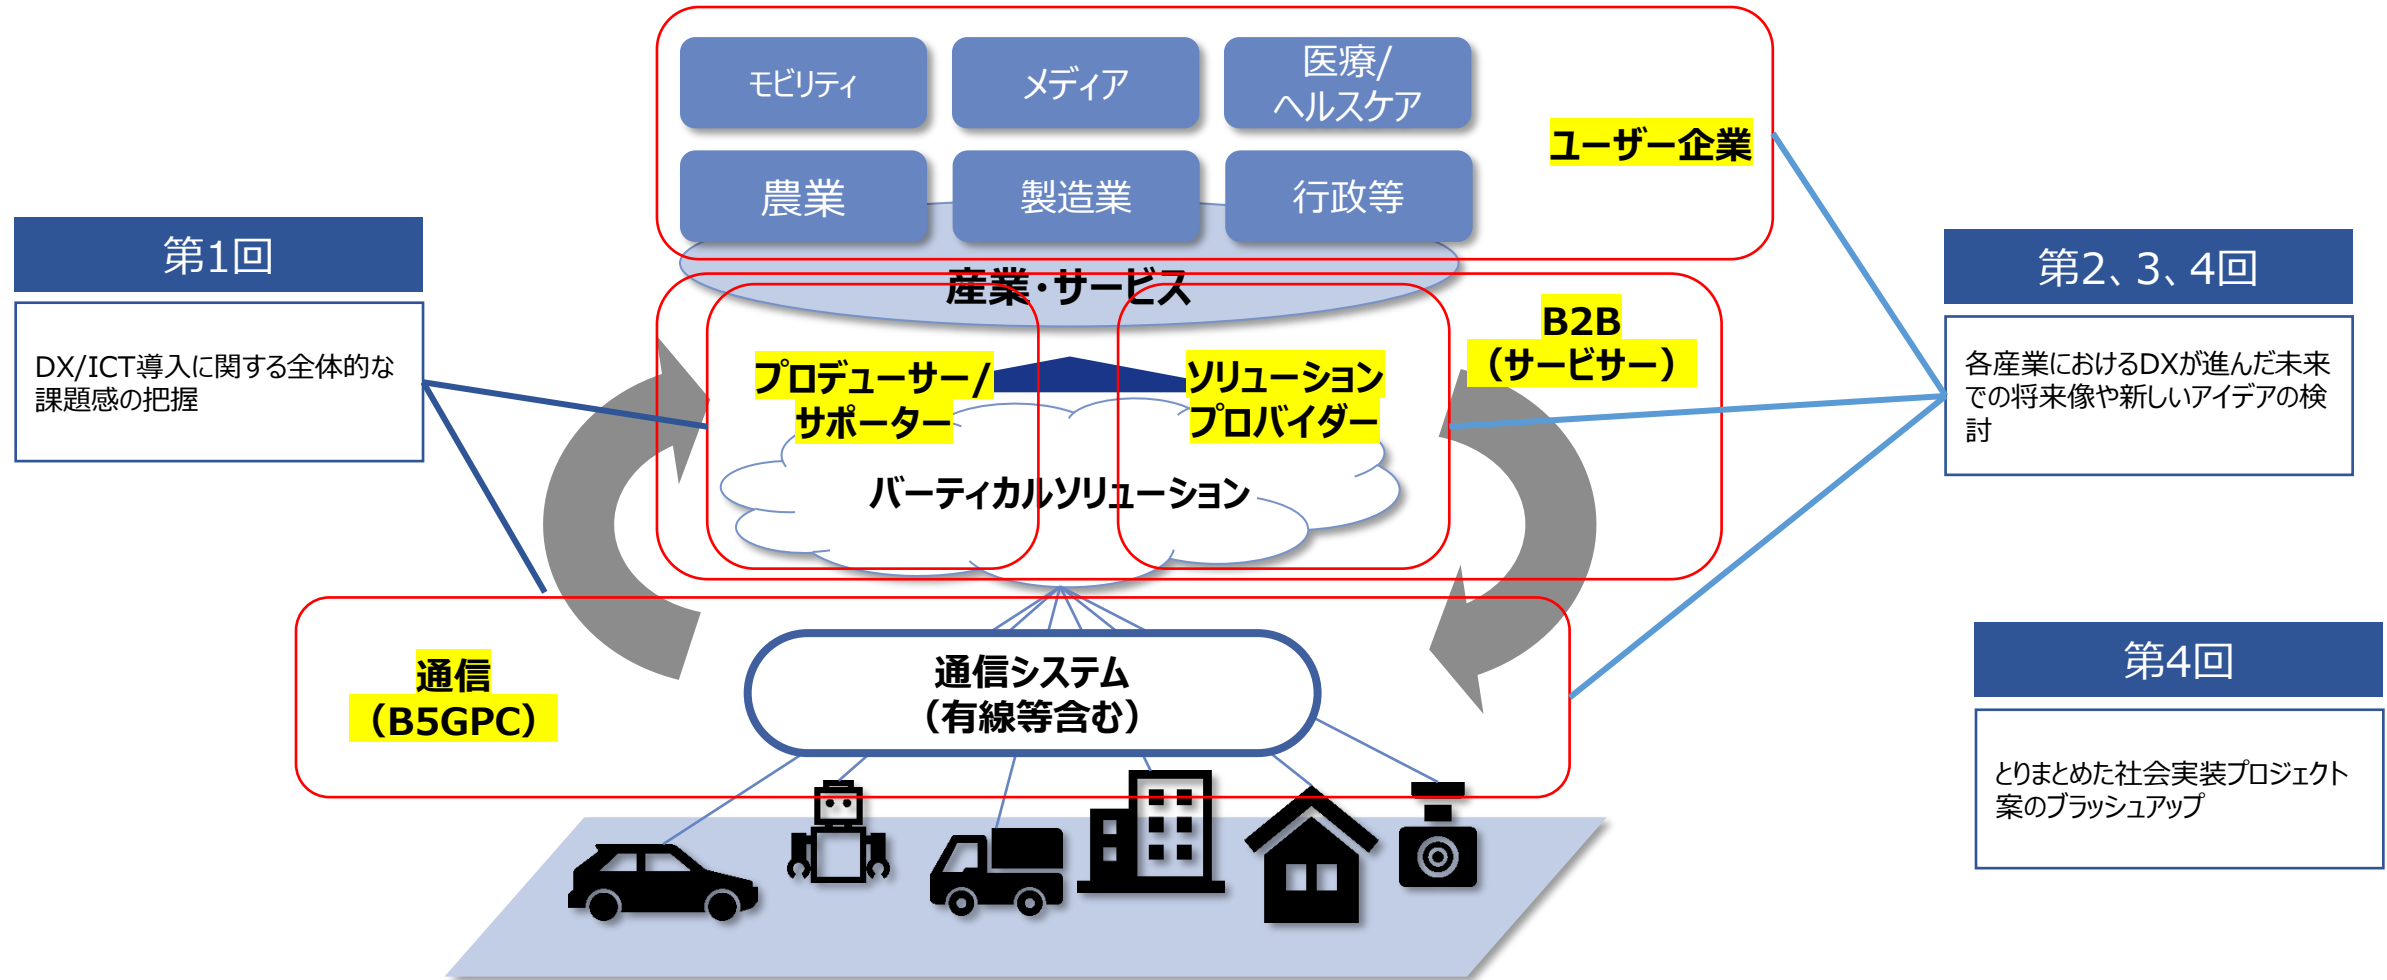 モビリティ
メディア
医療/
ヘルスケア
農業
製造業
行政等
ユーザー企業
産業・サービス
第1回
DX/ICT導入に関する全体的な
課題感の把握
プロデューサー/
サポーター
ソリューション
プロバイダー
B2B
（サービサー）
バーティカルソリューション
第2、3、4回
各産業におけるDXが進んだ未来
での将来像や新しいアイデアの検
討
通信
（B5GPC）
通信システム
（有線等含む）
第4回
とりまとめた社会実装プロジェクト
案のブラッシュアップ